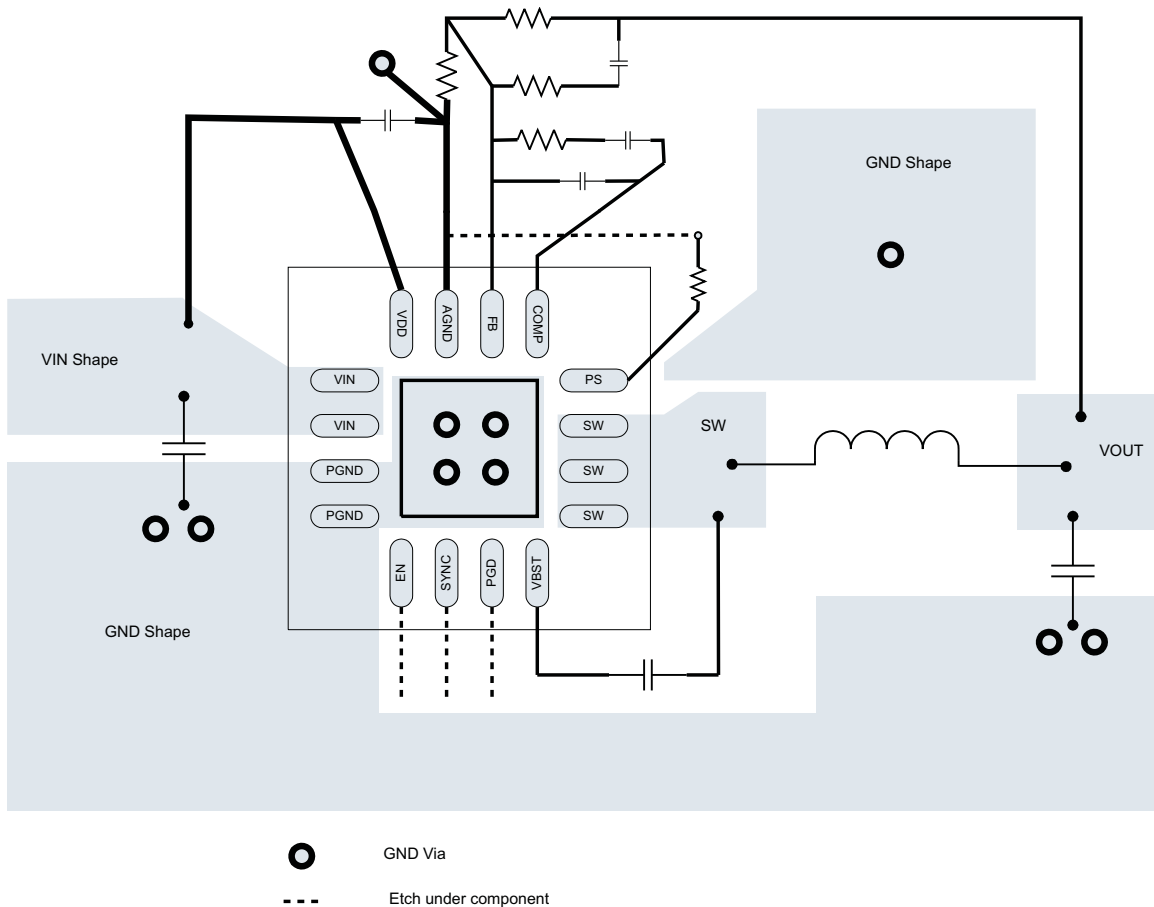 GND Shape
VDD
AGND
FB
COMP
VIN Shape
VIN
PS
VIN
SW
SW
VOUT
PGND
SW
PGND
SW
EN
SYNC
PGD
VBST
GND Shape
GND Via
Etch under component